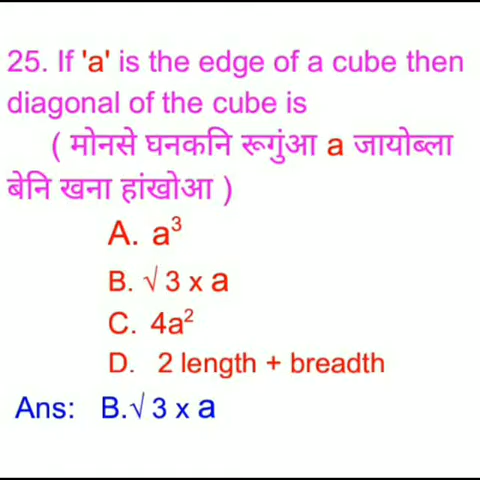 25. If 'a' is the edge of a cube then
diagonal of the cube is
( मोनसे घनकनि रूगुंआ a जायोब्ला
बेनि खना हांखोआ )
A. a³
B. √ 3 x a
C. 4a²
D. 2 length + breadth
Ans: B.√ 3 x a